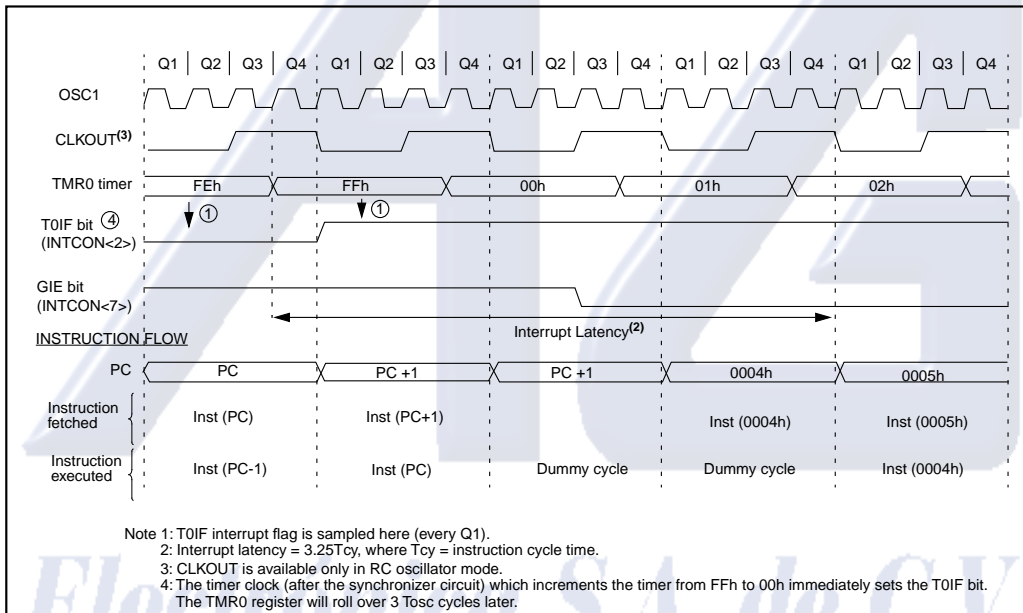 Q1 Q2 Q3 Q4 Q1 Q2 Q3 Q4 Q1 Q2 Q3 Q4 Q1 Q2 Q3 Q4 Q1 Q2 Q3 Q4
OSC1
CLKOUT(3)
TMR0 timer FEh FFh 00h 01h 02h
1 1
T0IF bit 4
(INTCON<2>)
GIE bit
(INTCON<7>)
Interrupt Latency(2)
INSTRUCTION FLOW
PC PC PC +1 PC +1 0004h 0005h
Instruction
fetched
Inst (PC) Inst (PC+1) Inst (0004h) Inst (0005h)
Instruction
executed
Inst (PC-1) Inst (PC) Dummy cycle Dummy cycle Inst (0004h)
Note 1: T0IF interrupt flag is sampled here (every Q1).
2: Interrupt latency = 3.25Tcy, where Tcy = instruction cycle time.
3: CLKOUT is available only in RC oscillator mode.
4: The timer clock (after the synchronizer circuit) which increments the timer from FFh to 00h immediately sets the T0IF bit.
The TMR0 register will roll over 3 Tosc cycles later.